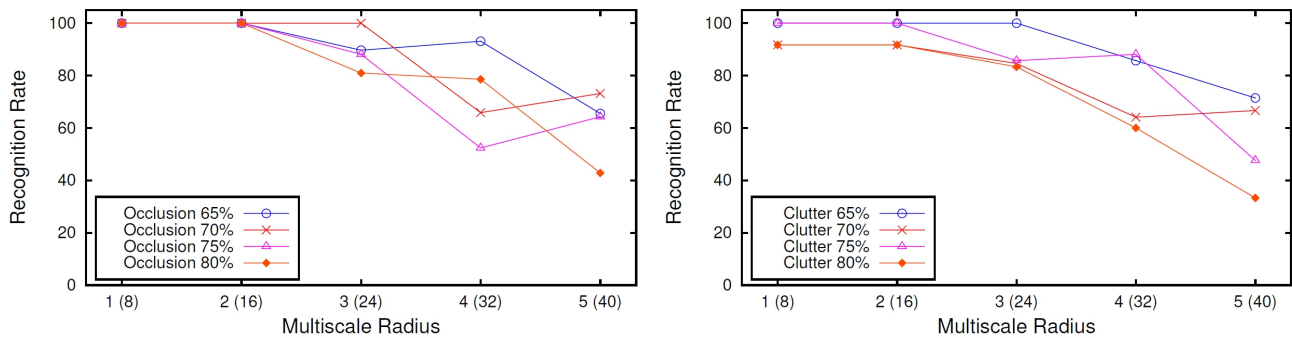 100
80
60
40
20
0
Recognition Rate
Occlusion 65%
Occlusion 70%
Occlusion 75%
Occlusion 80%
1 (8) 2 (16) 3 (24) 4 (32) 5 (40)
Multiscale Radius
100
80
60
40
20
0
Recognition Rate
Clutter 65%
Clutter 70%
Clutter 75%
Clutter 80%
1 (8) 2 (16) 3 (24) 4 (32) 5 (40)
Multiscale Radius